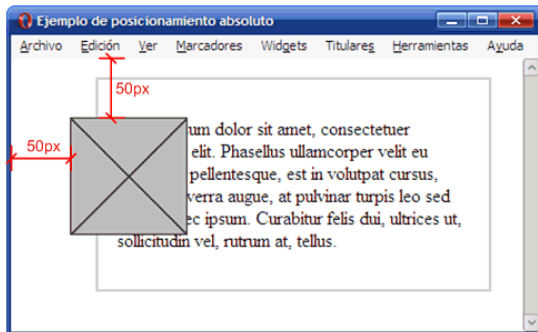 Ejemplo de posicionamiento absoluto
Archivo Edición Ver Marcadores Widgets Titulares Herramientas Ayuda
50px
50px
um dolor sit amet, consectetuer
elit. Phasellus ullamcorper velit eu
pellentesque, est in volutpat cursus,
verra augue, at pulvinar turpis leo sed
ec ipsum. Curabitur felis dui, ultrices ut,
sollicitudin vel, rutrum at, tellus.